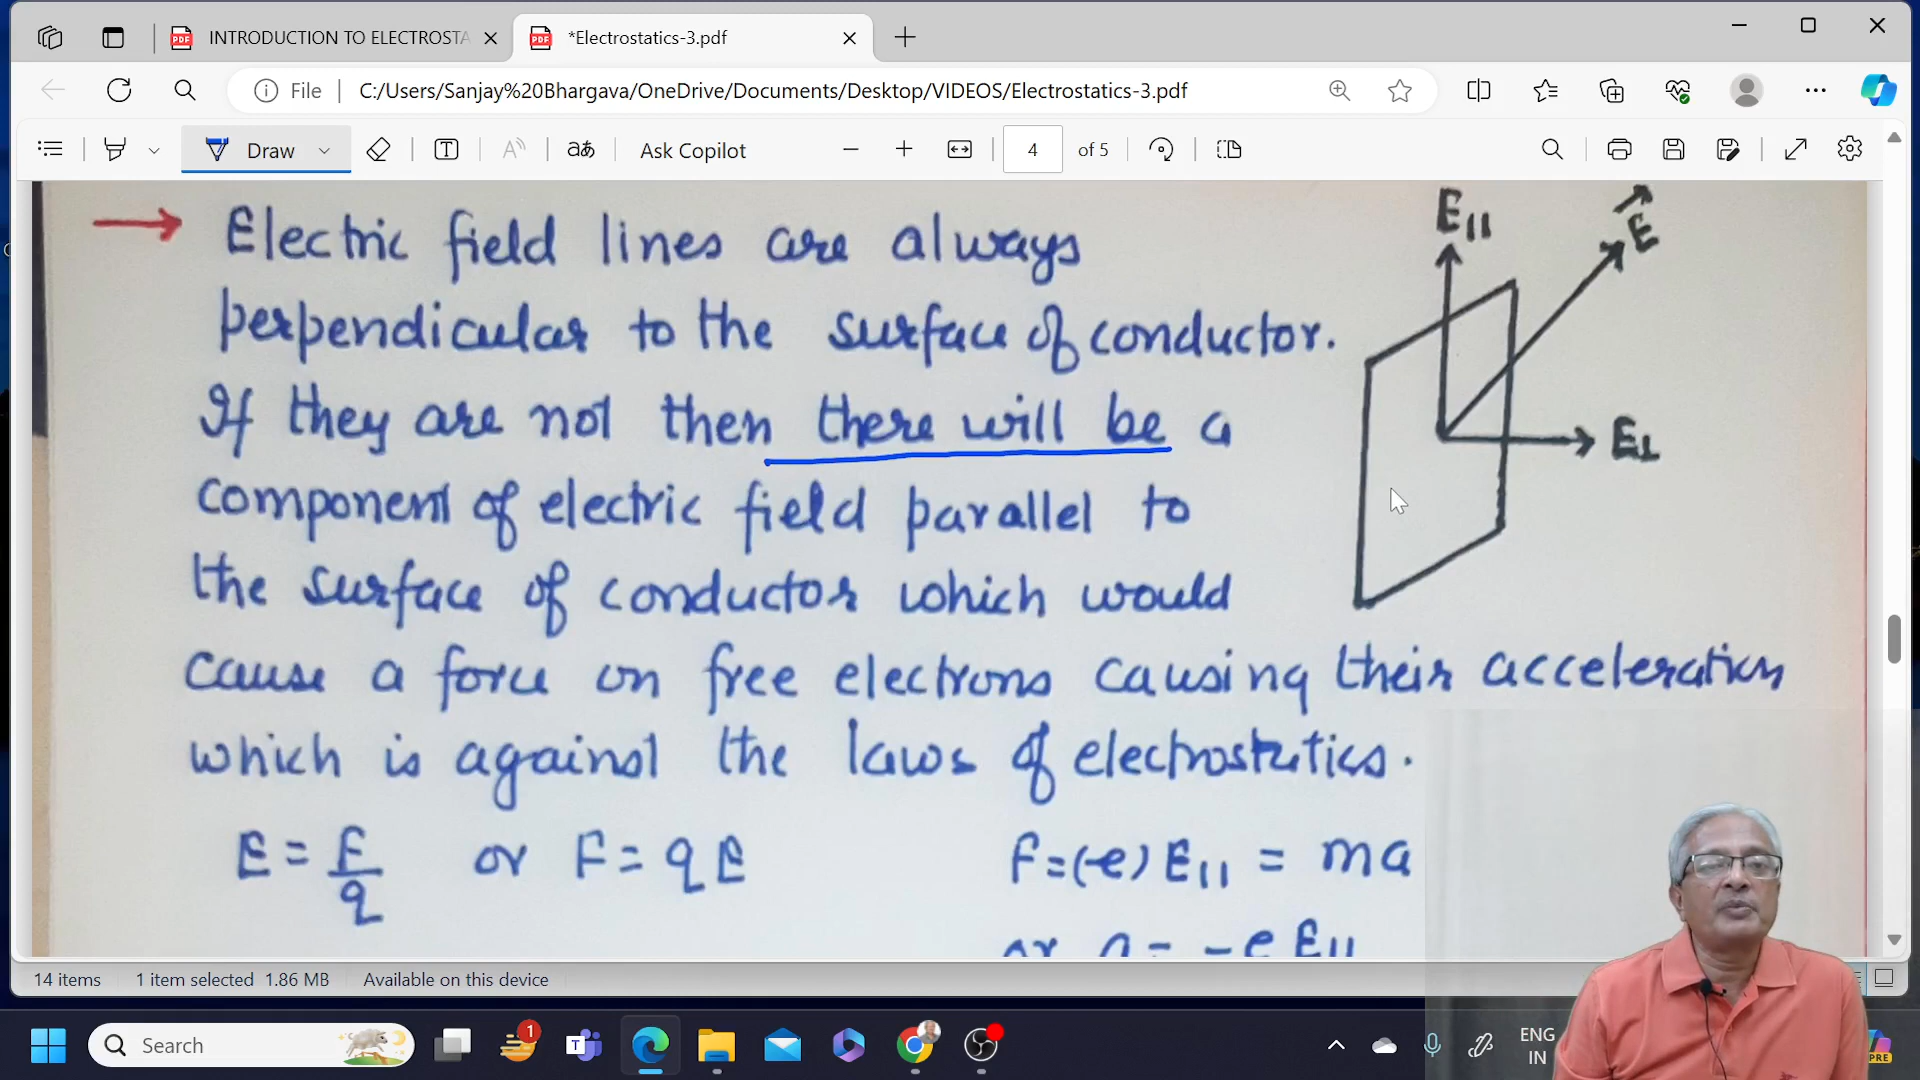 INTRODUCTION TO ELECTROSTA
*Electrostatics-3.pdf
File
C:/Users/Sanjay%20Bhargava/OneDrive/Documents/Desktop/VIDEOS/Electrostatics-3.pdf
Draw
Ask Copilot
4 of 5
→ Electric field lines are always
perpendicular to the surface of conductor.
If they are not then there will be a
component of electric field parallel to
the surface of conductor which would
cause a force on free electrons causing their acceleration
which is against the laws of electrostatics.
E = F/q or F = qE
F = (-e) E|| = ma
or a = -e E||
E||
E⃗
E⊥
14 items 1 item selected 1.86 MB Available on this device
Search
1
ENG
IN
PRE